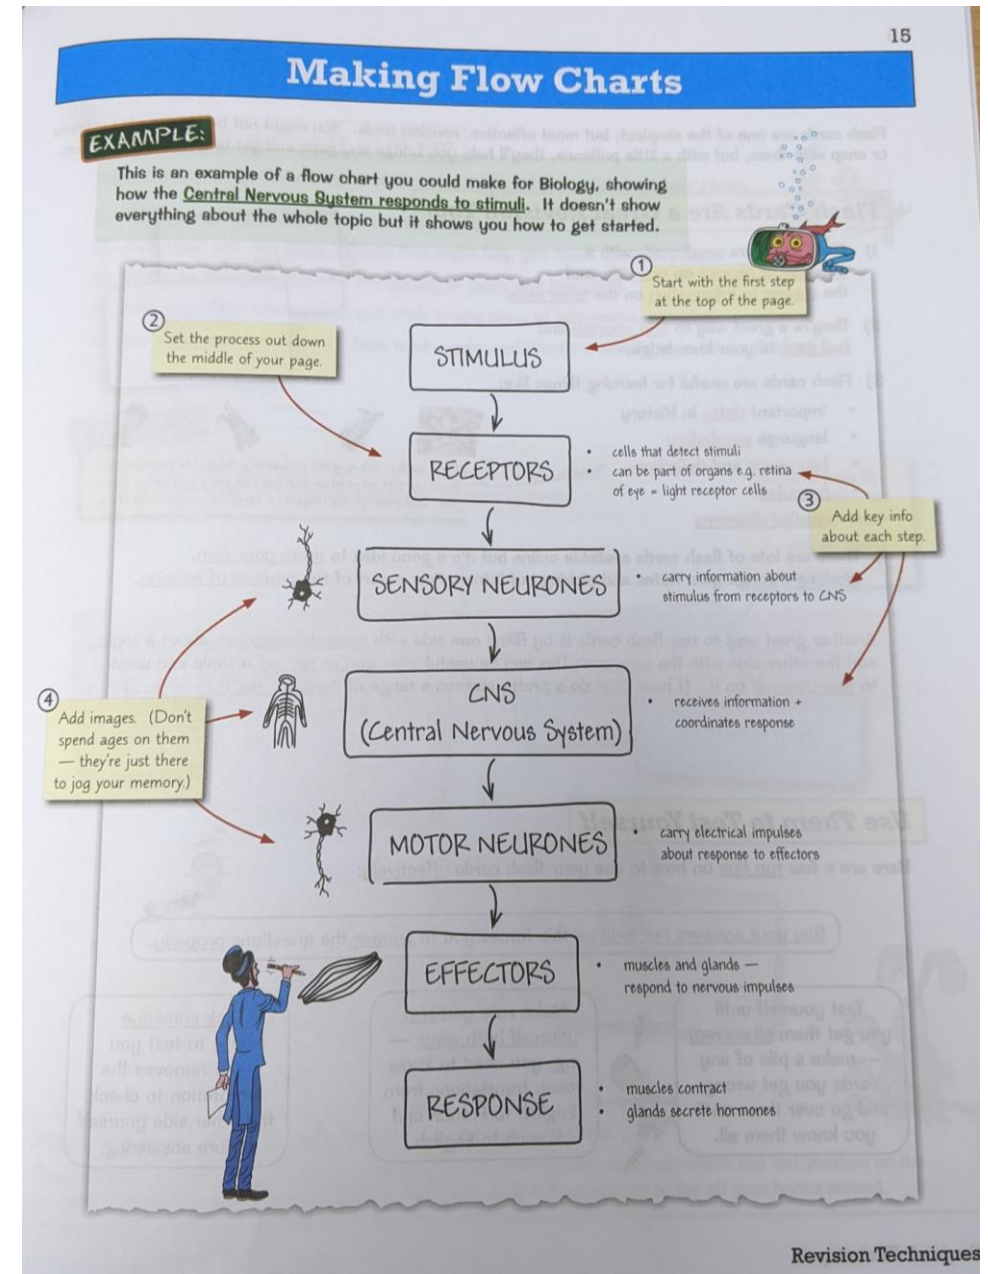 15
Making Flow Charts
EXAMPLE:
This is an example of a flow chart you could make for Biology, showing
how the Central Nervous System responds to stimuli. It doesn't show
everything about the whole topic but it shows you how to get started.
1
Start with the first step
at the top of the page.
2
Set the process out down
the middle of your page.
STIMULUS
RECEPTORS
• cells that detect stimuli
can be part of organs e.g. retina
of eye = light receptor cells
3
Add key info
about each step.
SENSORY NEURONES
• carry information about
stimulus from receptors to CNS
4
Add images. (Don't
spend ages on them
— they're just there
to jog your memory.)
CNS
(Central Nervous System)
• receives information +
coordinates response
MOTOR NEURONES
• carry electrical impulses
about response to effectors
EFFECTORS
• muscles and glands —
respond to nervous impulses
RESPONSE
• muscles contract
• glands secrete hormones
Revision Techniques